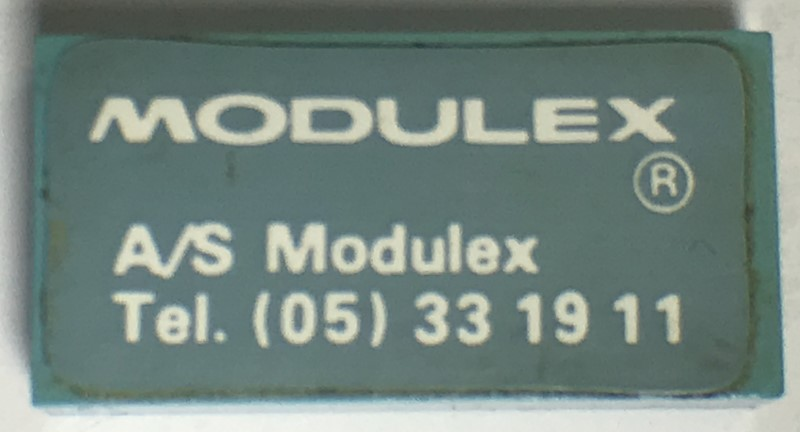 MODULEX
®
A/S Modulex
Tel. (05) 33 19 11